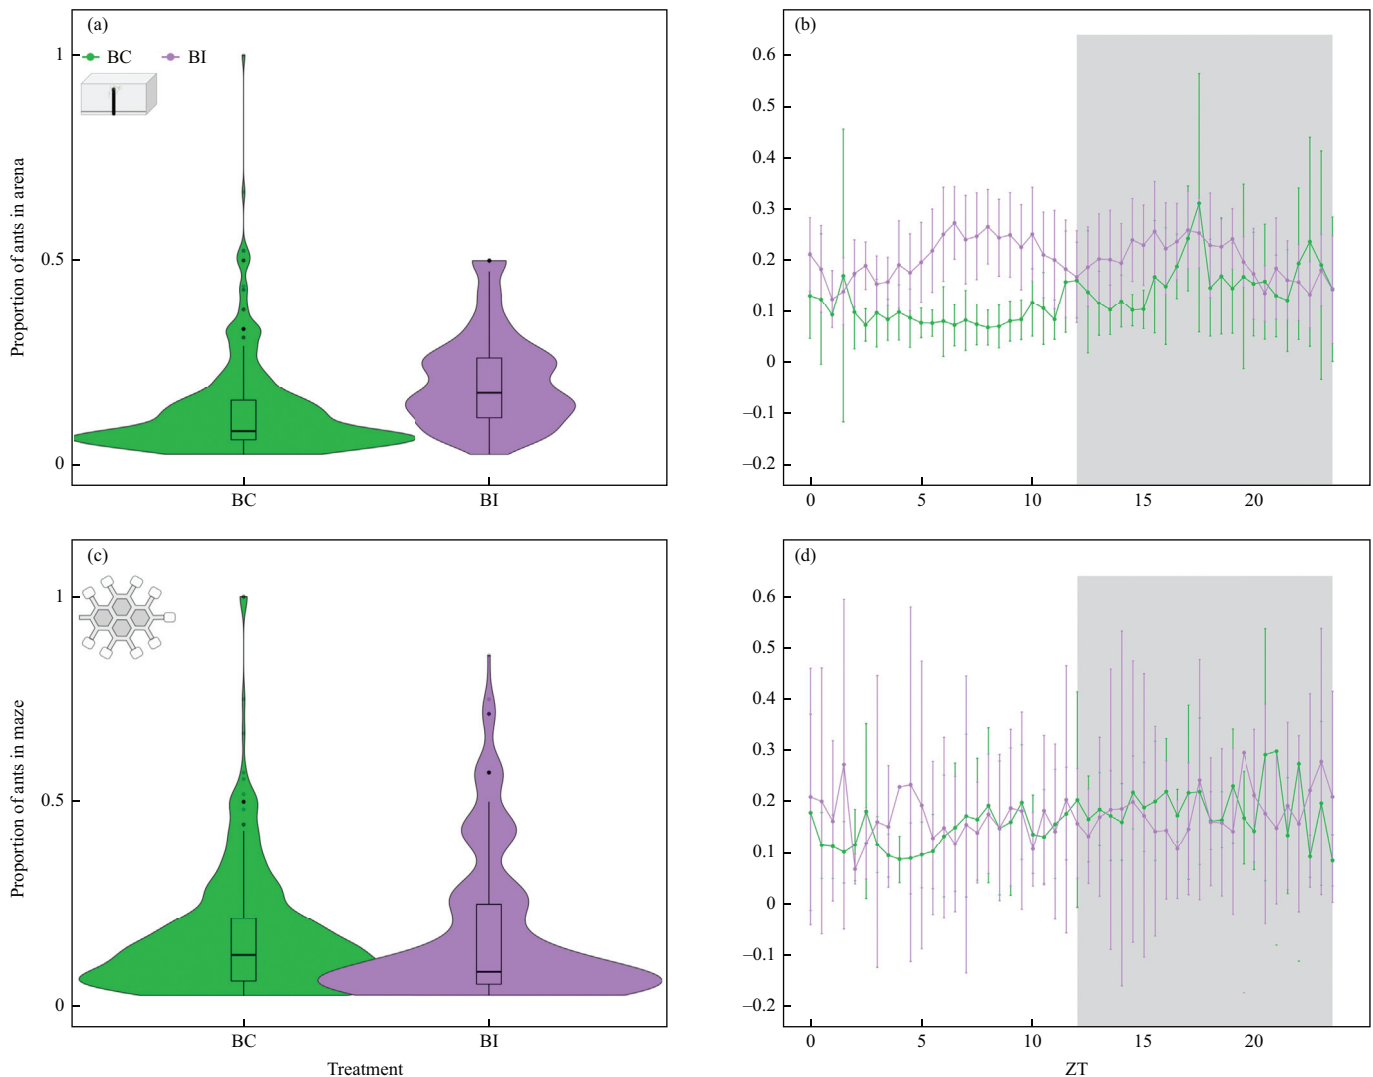 (a)
BC
BI
1
0.5
0
Proportion of ants in arena
BC
BI
(b)
0.6
0.5
0.4
0.3
0.2
0.1
0
–0.1
–0.2
0
5
10
15
20
(c)
1
0.5
0
Proportion of ants in maze
BC
BI
Treatment
(d)
0.6
0.5
0.4
0.3
0.2
0.1
0
–0.1
–0.2
0
5
10
15
20
ZT